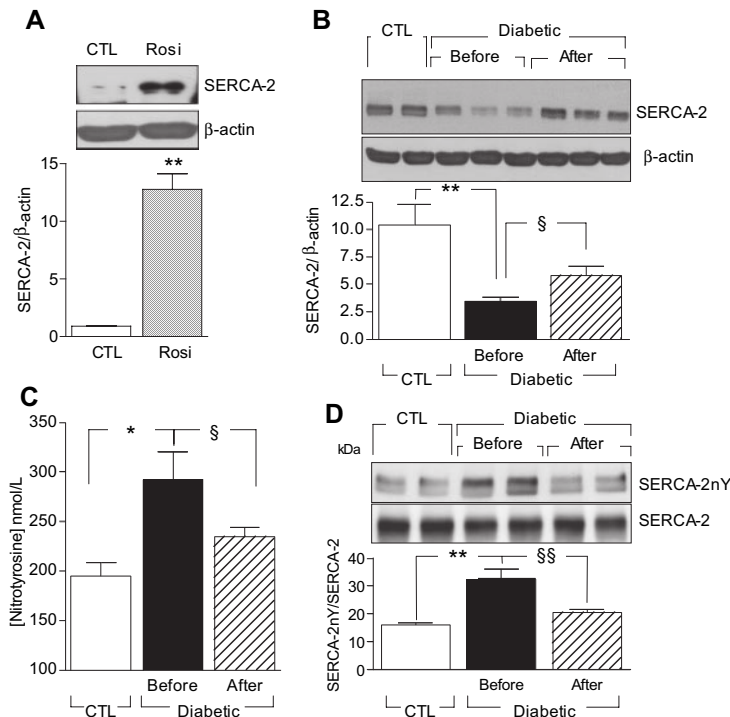 A
CTL Rosi
SERCA-2
β-actin
**
15
10
5
0
SERCA-2/β-actin
CTL Rosi
B
CTL Diabetic
Before After
SERCA-2
β-actin
** §
12.5
10.0
7.5
5.0
2.5
0.0
SERCA-2/ β-actin
Before After
CTL Diabetic
C
350
300
250
200
150
100
[Nitrotyrosine] nmol/L
* §
Before After
CTL Diabetic
D
CTL Diabetic
kDa Before After
SERCA-2nY
SERCA-2
** §§
40
30
20
10
0
SERCA-2nY/SERCA-2
Before After
CTL Diabetic